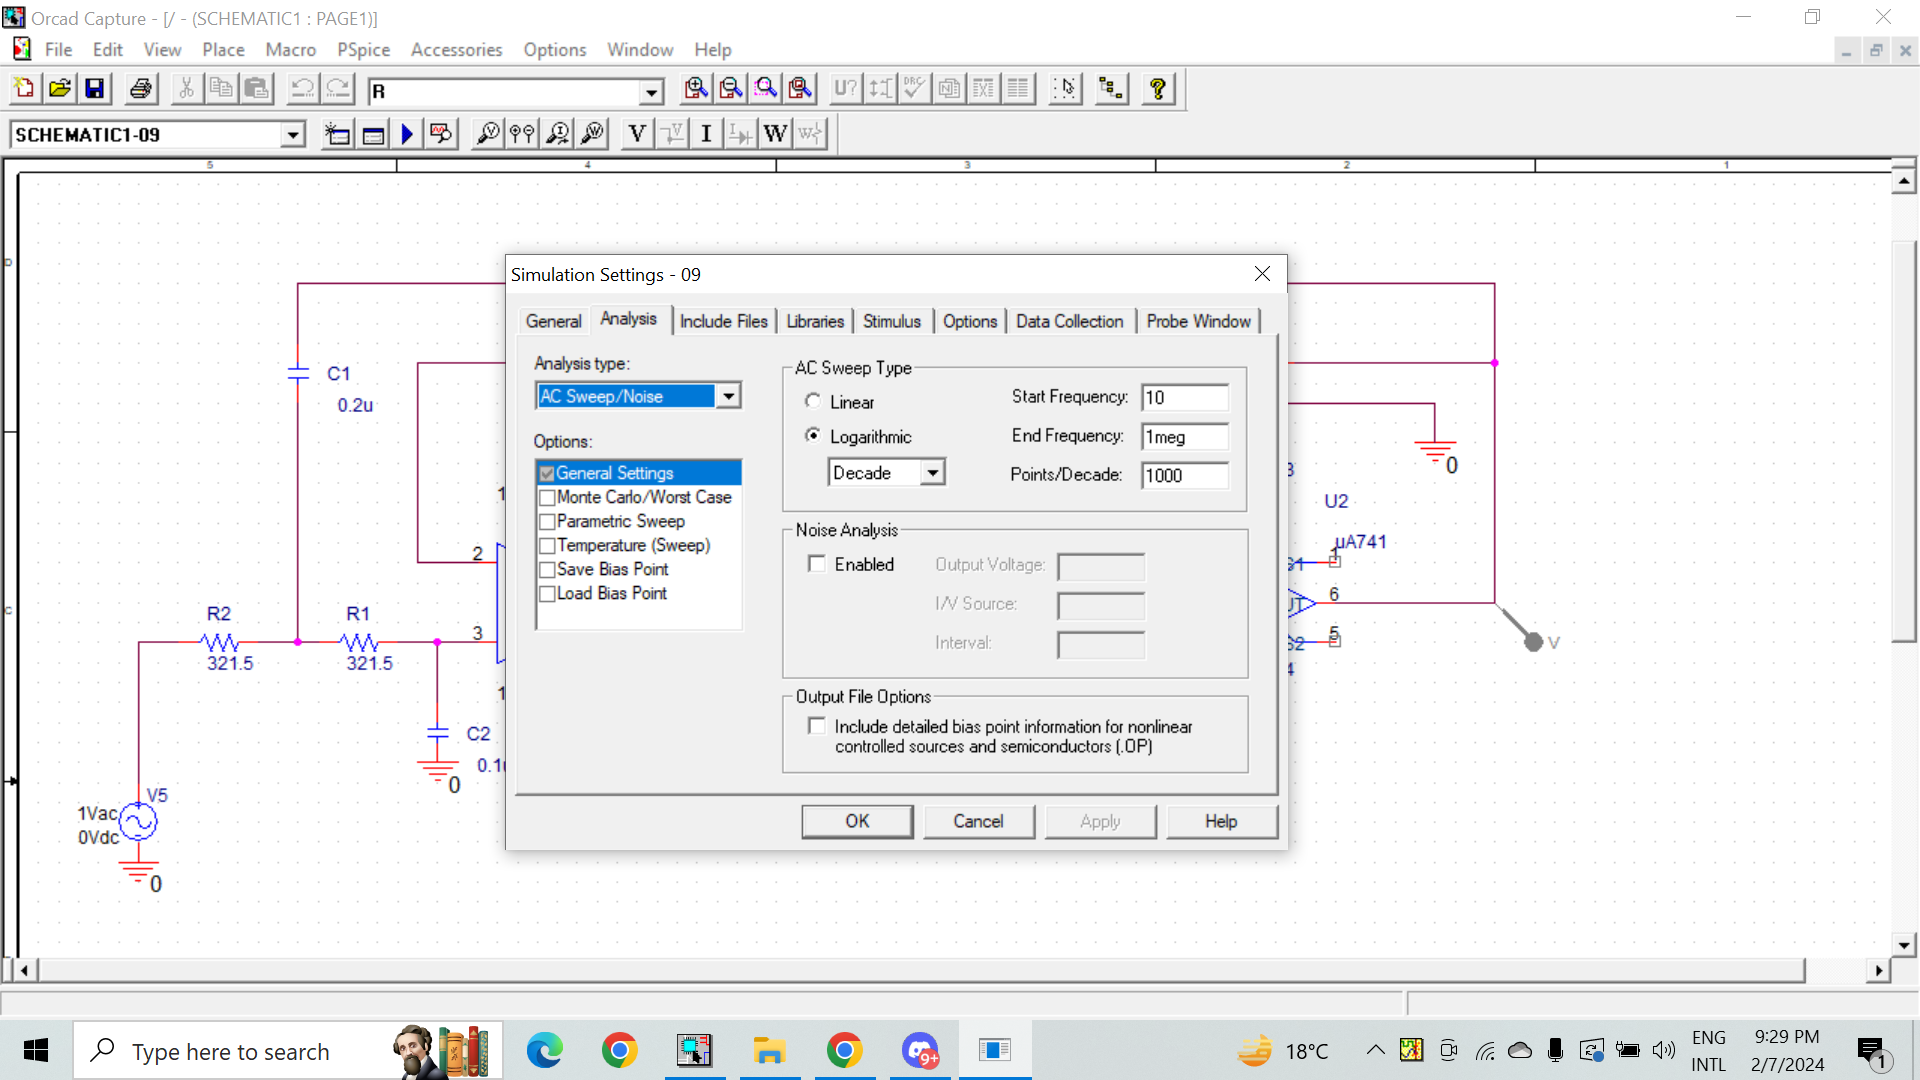 Orcad Capture - [/ - (SCHEMATIC1 : PAGE1)]
File Edit View Place Macro PSpice Accessories Options Window Help
R
U?
DRC
?
SCHEMATIC1-09
V V I I W W
5 4 3 2 1
D
C
Simulation Settings - 09
General Analysis Include Files Libraries Stimulus Options Data Collection Probe Window
Analysis type:
AC Sweep/Noise
Options:
General Settings
Monte Carlo/Worst Case
Parametric Sweep
Temperature (Sweep)
Save Bias Point
Load Bias Point
AC Sweep Type
Linear
Logarithmic
Decade
Start Frequency: 10
End Frequency: 1meg
Points/Decade: 1000
Noise Analysis
Enabled
Output Voltage:
I/V Source:
Interval:
Output File Options
Include detailed bias point information for nonlinear
controlled sources and semiconductors (.OP)
OK Cancel Apply Help
C1
0.2u
R2
321.5
R1
321.5
2
3
C2
0
V5
1Vac
0Vdc
0
0
U2
uA741
1
6
5
V
Type here to search
9+
18°C
ENG
INTL
9:29 PM
2/7/2024
1